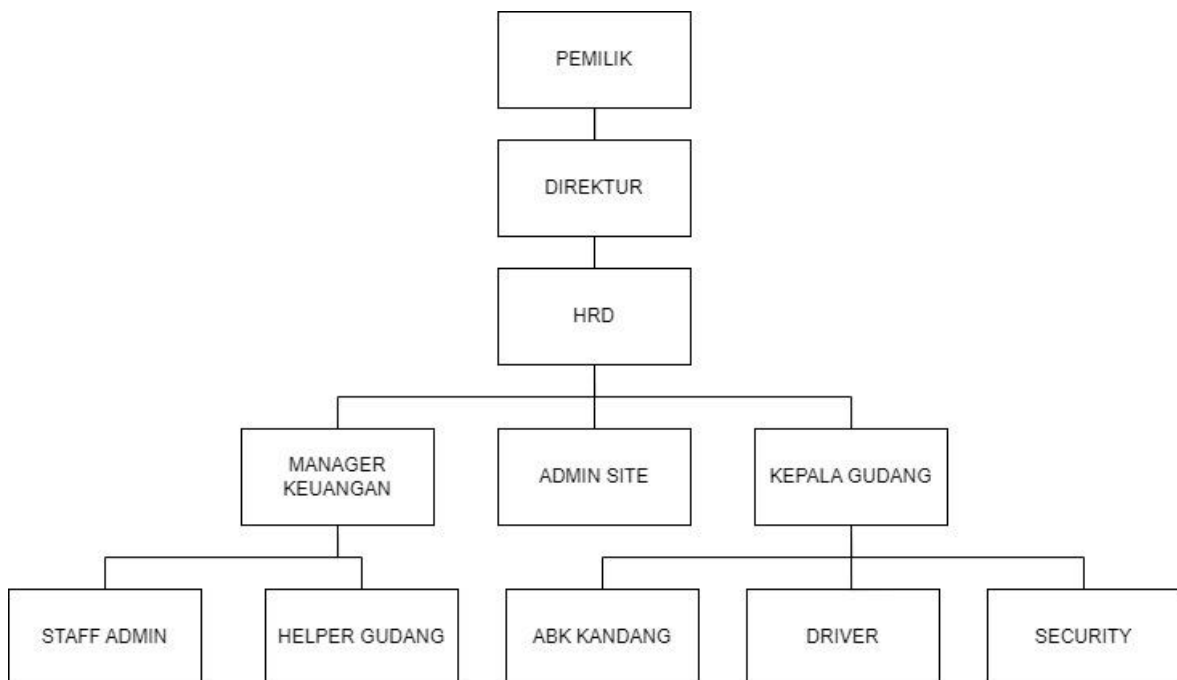 PEMILIK
DIREKTUR
HRD
MANAGER
KEUANGAN
ADMIN SITE
KEPALA GUDANG
STAFF ADMIN
HELPER GUDANG
ABK KANDANG
DRIVER
SECURITY